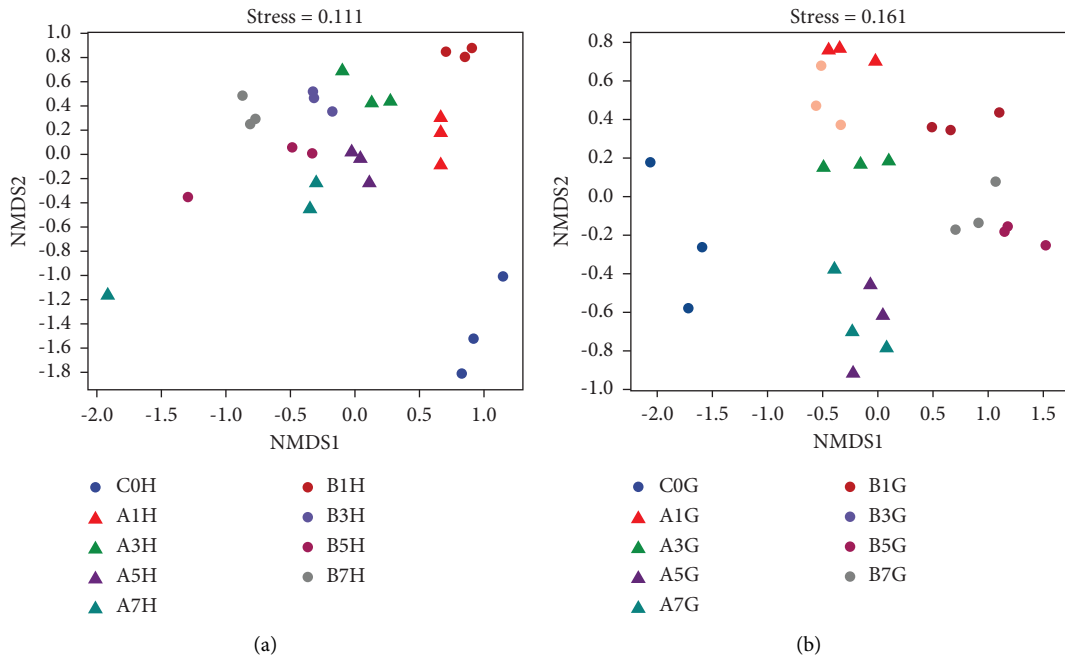 Stress = 0.111
1.0
0.8
0.6
0.4
0.2
0.0
-0.2
-0.4
-0.6
-0.8
-1.0
-1.2
-1.4
-1.6
-1.8
NMDS2
-2.0 -1.5 -1.0 -0.5 0.0 0.5 1.0
NMDS1
C0H B1H
A1H B3H
A3H B5H
A5H B7H
A7H
(a)
Stress = 0.161
0.8
0.6
0.4
0.2
0.0
-0.2
-0.4
-0.6
-0.8
-1.0
NMDS2
-2.0 -1.5 -1.0 -0.5 0.0 0.5 1.0 1.5
NMDS1
C0G B1G
A1G B3G
A3G B5G
A5G B7G
A7G
(b)